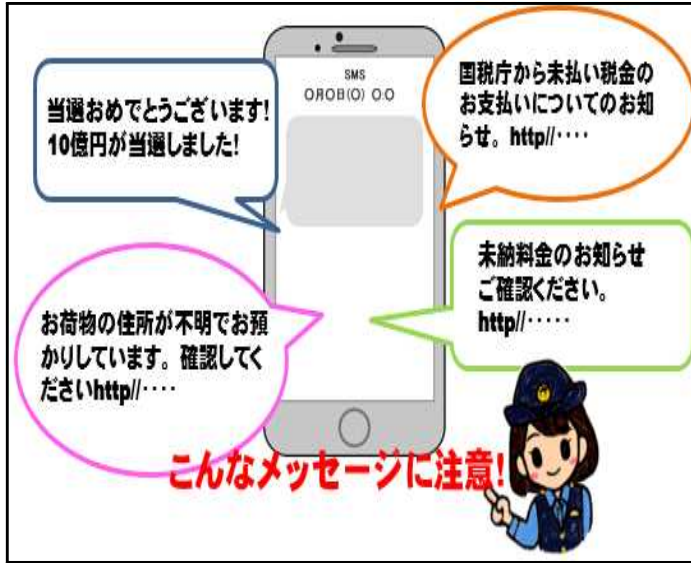 SMS
〇月〇日(〇) 〇:〇
当選おめでとうございます!
10億円が当選しました!
国税庁から未払い税金の
お支払いについてのお知
らせ。http//‥‥
お荷物の住所が不明でお預
かりしています。確認してく
ださいhttp//‥‥
未納料金のお知らせ
ご確認ください。
http//‥‥‥
こんなメッセージに注意!